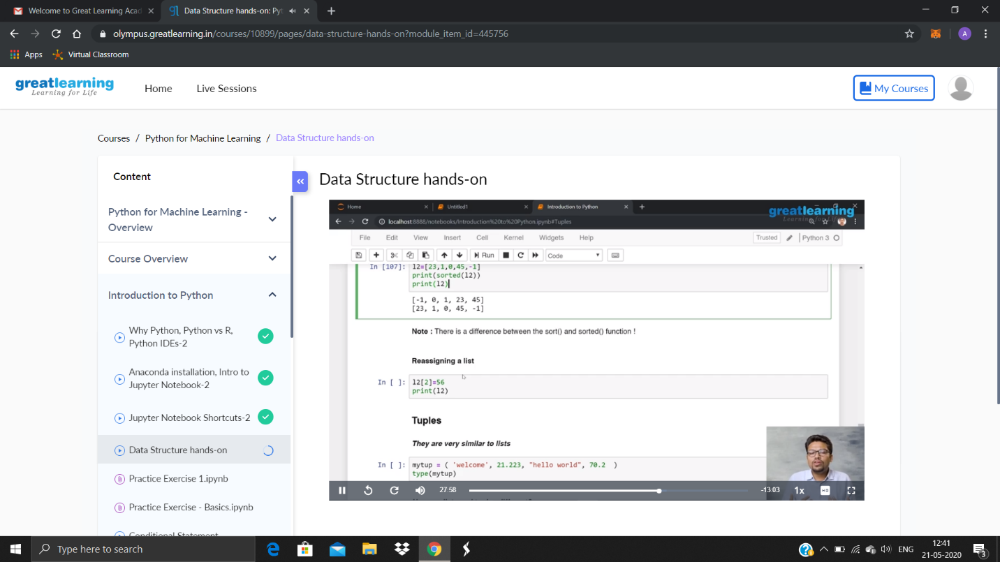 Welcome to Great Learning Acad
Data Structure hands-on: Pyt
olympus.greatlearning.in/courses/10899/pages/data-structure-hands-on?module_item_id=445756
A
Apps
Virtual Classroom
greatlearning
Learning for Life
Home
Live Sessions
My Courses
Courses / Python for Machine Learning / Data Structure hands-on
Content
Python for Machine Learning -
Overview
Course Overview
Introduction to Python
Why Python, Python vs R,
Python IDEs-2
Anaconda installation, Intro to
Jupyter Notebook-2
Jupyter Notebook Shortcuts-2
Data Structure hands-on
Practice Exercise 1.ipynb
Practice Exercise - Basics.ipynb
Conditional Statement
Data Structure hands-on
Home
Untitled1
Introduction to Python
greatlearning
Learning for Life
localhost:8888/notebooks/Introduction%20to%20Python.ipynb#Tuples
File Edit View Insert Cell Kernel Widgets Help
Trusted
Python 3
Run
Code
In [107]: l2=[23,1,0,45,-1]
print(sorted(l2))
print(l2)
[-1, 0, 1, 23, 45]
[23, 1, 0, 45, -1]
Note : There is a difference between the sort() and sorted() function !
Reassigning a list
In [ ]: l2[2]=56
print(l2)
Tuples
They are very similar to lists
In [ ]: mytup = ( 'welcome', 21.223, "hello world", 70.2 )
type(mytup)
27:58
-13:03
1x
HD
Type here to search
ENG
12:41
21-05-2020
3